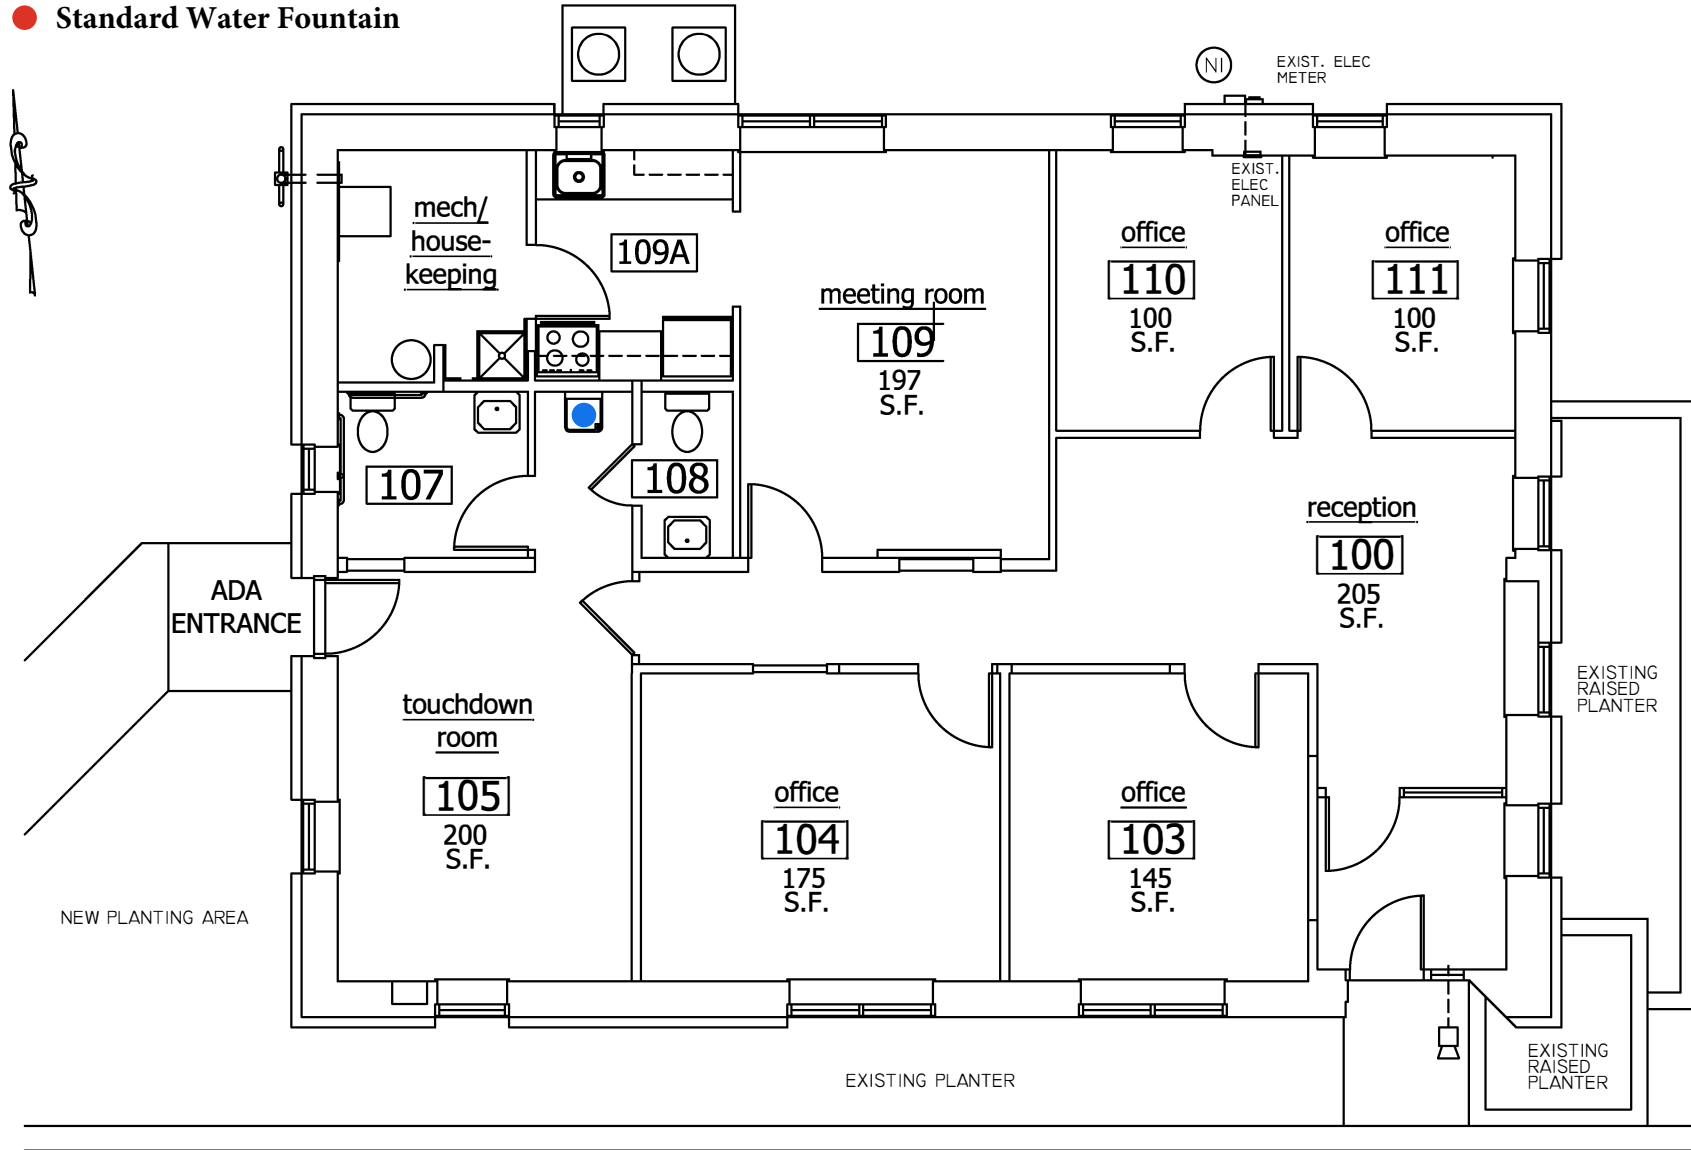 Standard Water Fountain
NI
EXIST. ELEC
METER
EXIST.
ELEC
PANEL
mech/
house-
keeping
109A
meeting room
109
197
S.F.
office
110
100
S.F.
office
111
100
S.F.
107
108
reception
100
205
S.F.
ADA
ENTRANCE
touchdown
room
105
200
S.F.
office
104
175
S.F.
office
103
145
S.F.
EXISTING
RAISED
PLANTER
NEW PLANTING AREA
EXISTING PLANTER
EXISTING
RAISED
PLANTER